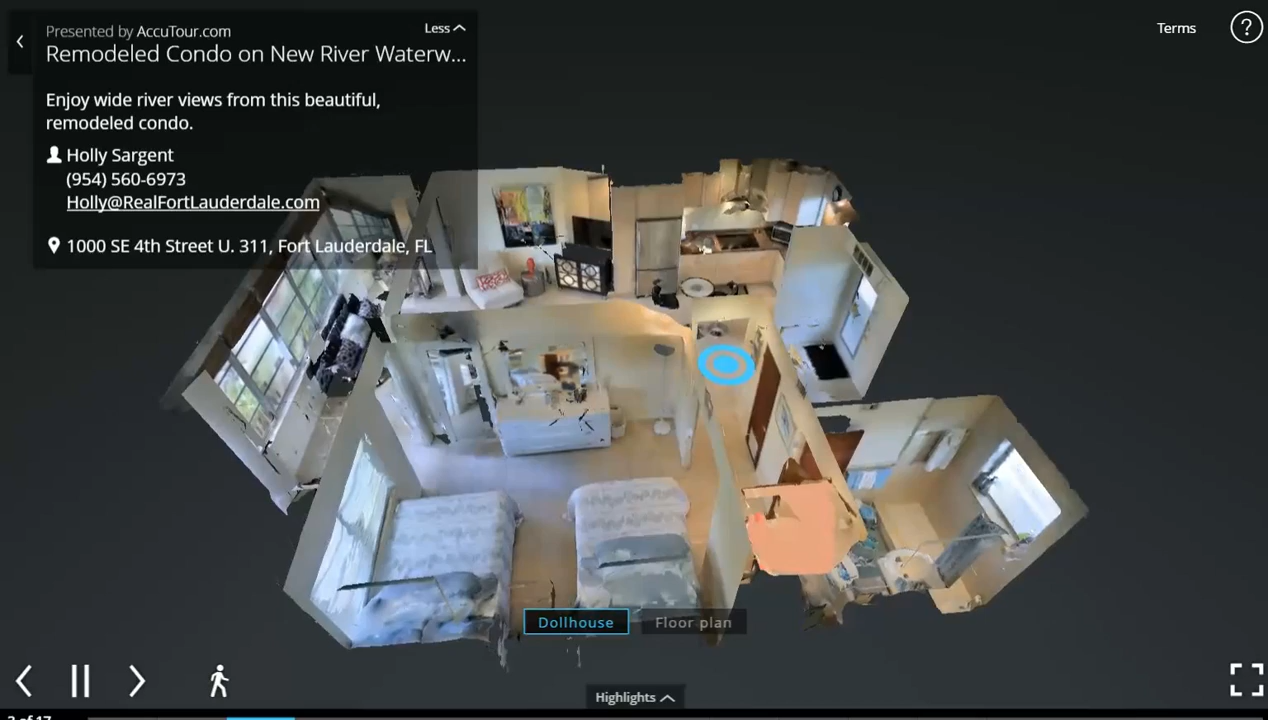 Presented by AccuTour.com
Less
Terms
?
Remodeled Condo on New River Waterw...
Enjoy wide river views from this beautiful,
remodeled condo.
Holly Sargent
(954) 560-6973
Holly@RealFortLauderdale.com
1000 SE 4th Street U. 311, Fort Lauderdale, FL
Dollhouse
Floor plan
Highlights
of 17